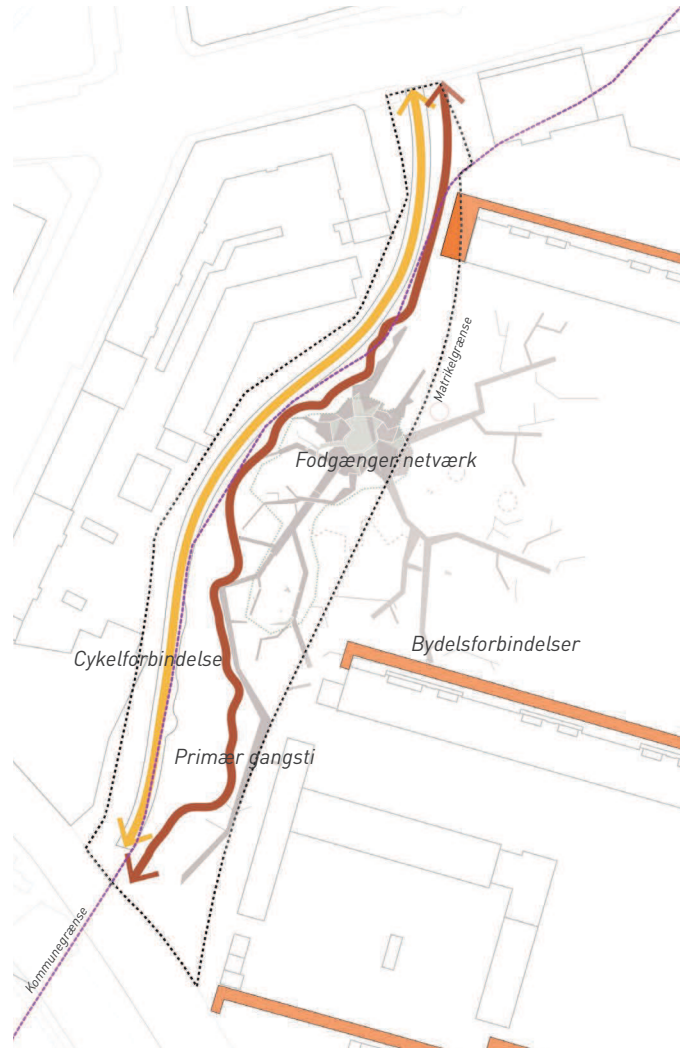 Matrikelgrænse
Fodgænger netværk
Bydelsforbindelser
Cykelforbindelse
Primær gangsti
Kommunegrænse